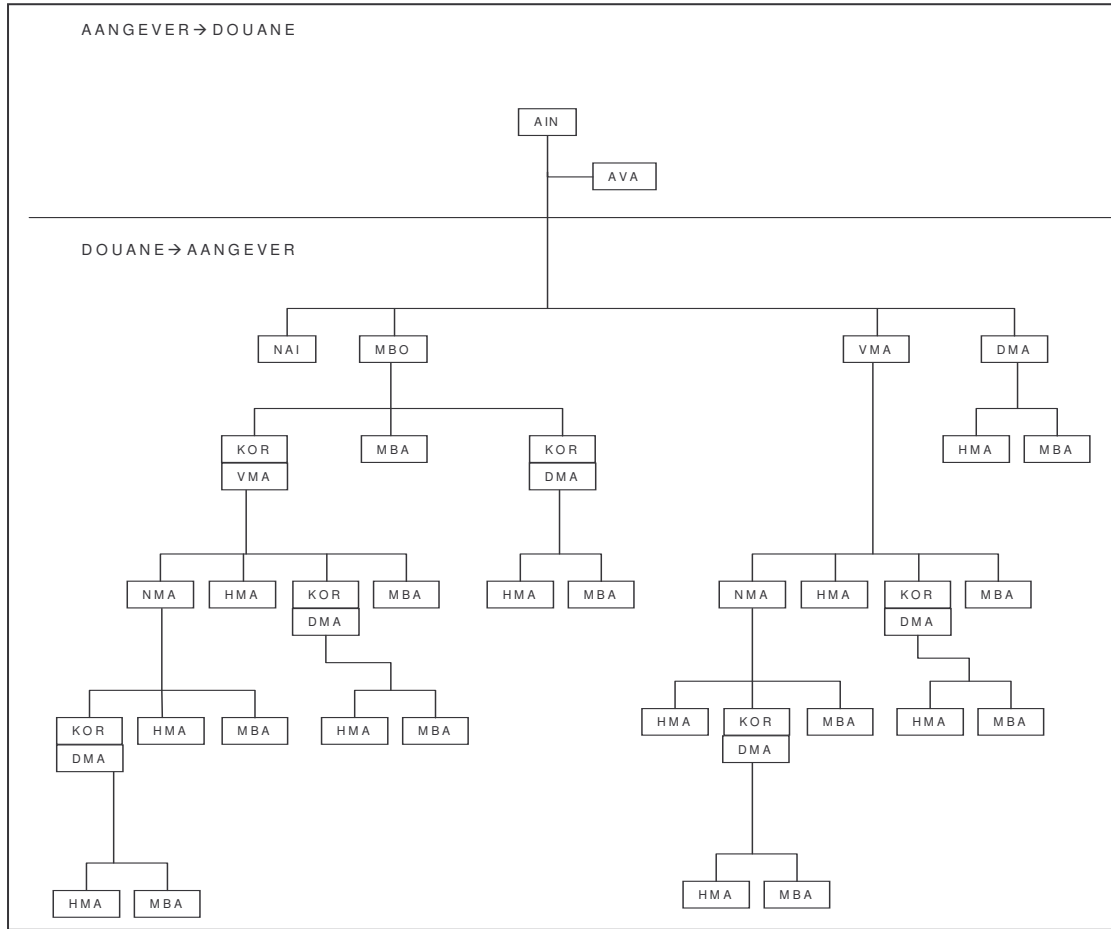 AANGEVER→DOUANE
AIN
AVA
DOUANE→AANGEVER
NAI MBO VMA DMA
KOR MBA KOR HMA MBA
VMA DMA
NMA HMA KOR MBA HMA MBA NMA HMA KOR MBA
DMA DMA
HMA KOR MBA HMA MBA
KOR HMA MBA HMA MBA
DMA DMA
HMA MBA
HMA MBA